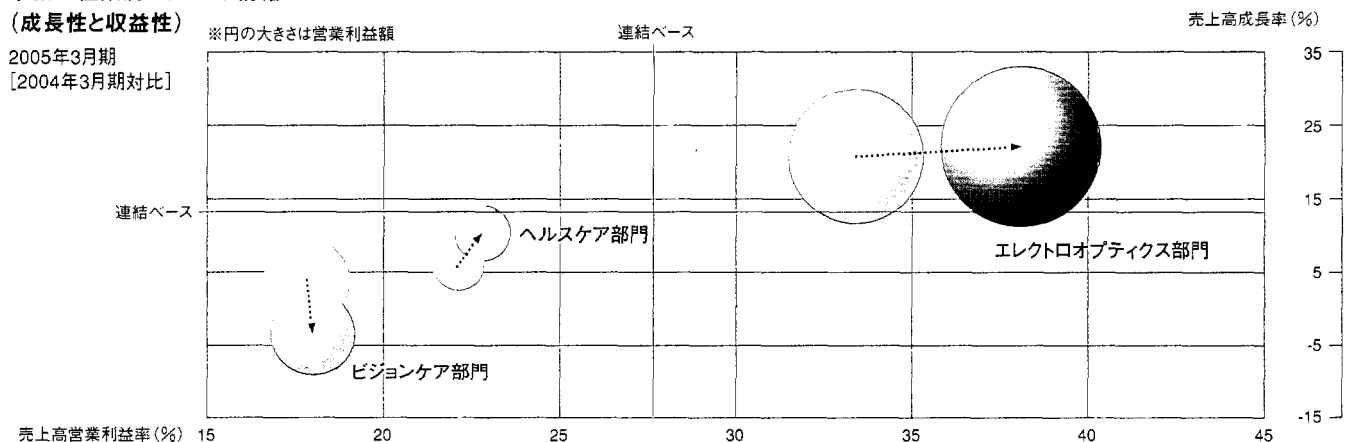 (成長性と収益性)
※円の大きさは営業利益額
連結ベース
売上高成長率(%)
2005年3月期
[2004年3月期対比]
35
25
15
連結ベース
ヘルスケア部門
エレクトロオプティクス部門
5
-5
ビジョンケア部門
-15
売上高営業利益率(%) 15 20 25 30 35 40 45